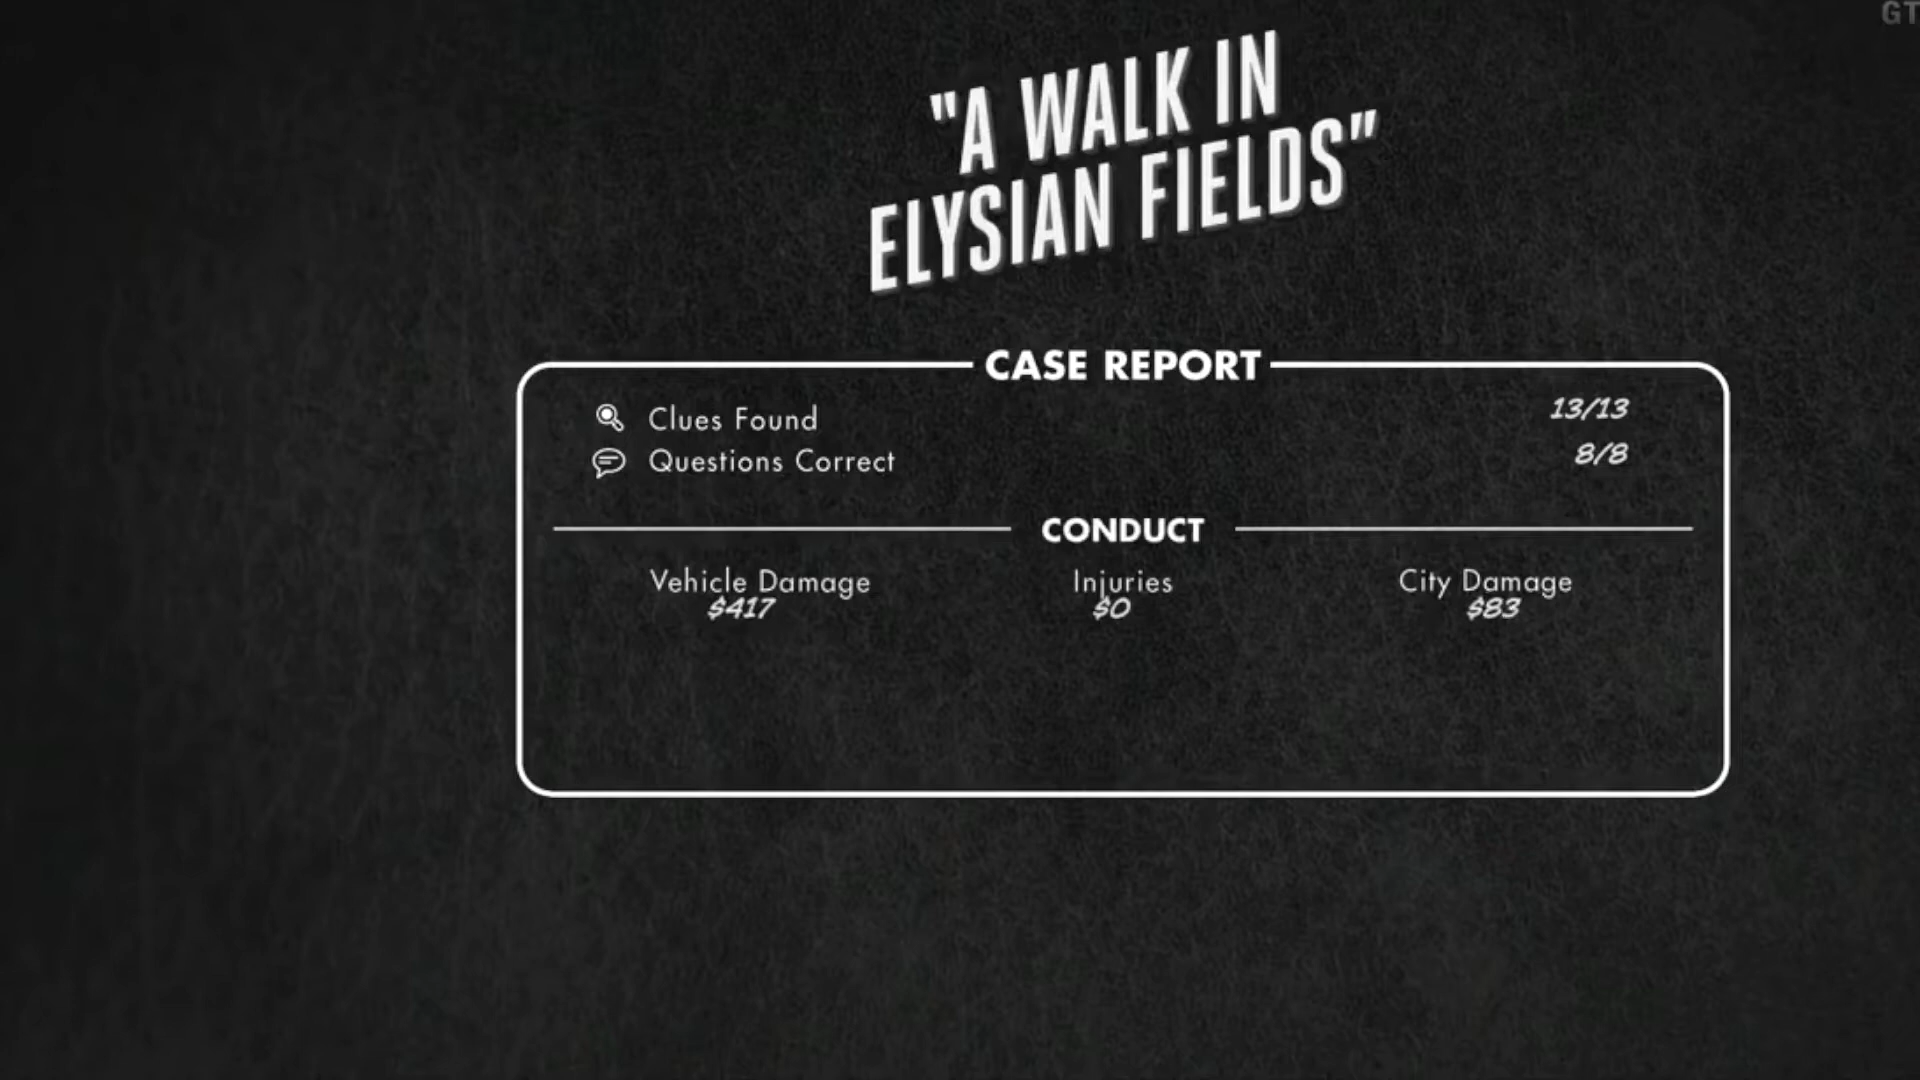 GT
"A WALK IN
ELYSIAN FIELDS"
CASE REPORT
Clues Found 13/13
Questions Correct 8/8
CONDUCT
Vehicle Damage Injuries City Damage
$417 $0 $83